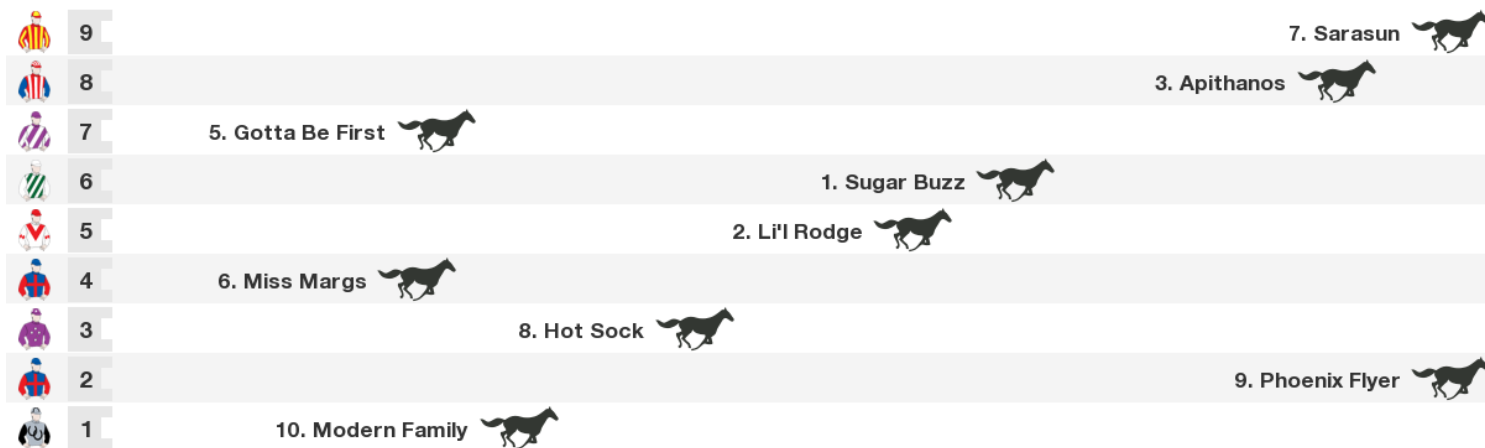 9 7. Sarasun
8 3. Apithanos
7 5. Gotta Be First
6 1. Sugar Buzz
5 2. Li'l Rodge
4 6. Miss Margs
3 8. Hot Sock
2 9. Phoenix Flyer
1 10. Modern Family